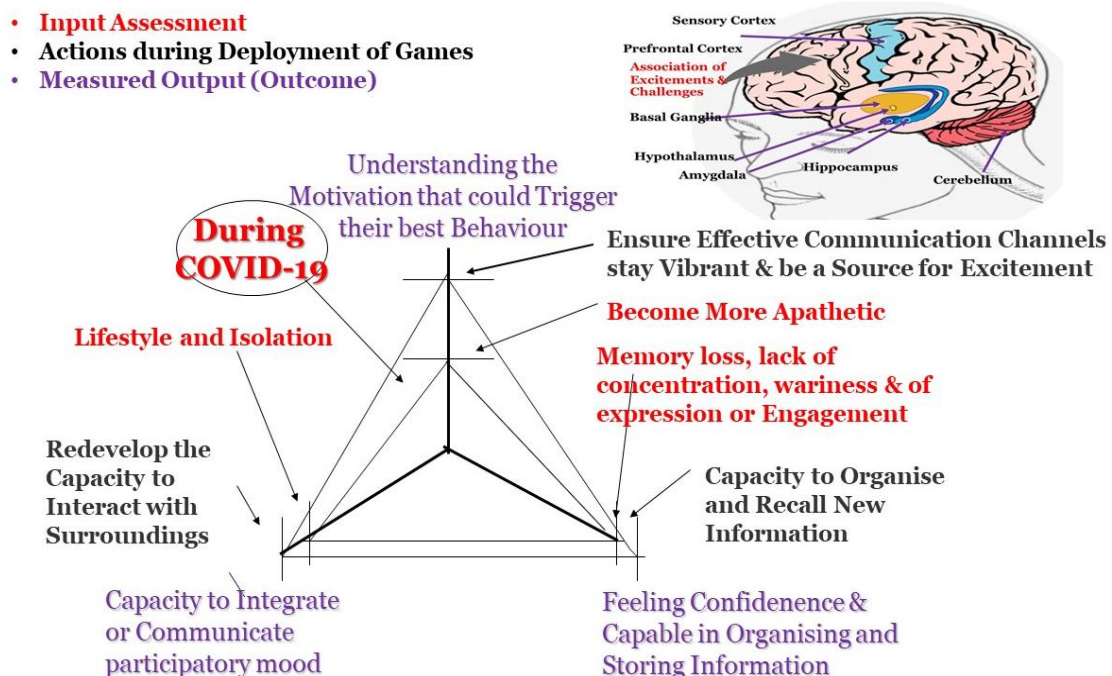 • Input Assessment
• Actions during Deployment of Games
• Measured Output (Outcome)
Sensory Cortex
Prefrontal Cortex
Association of
Excitements &
Challenges
Basal Ganglia
Hypothalamus
Amygdala
Hippocampus
Cerebellum
Understanding the
Motivation that could Trigger
their best Behaviour
During
COVID-19
Ensure Effective Communication Channels
stay Vibrant & be a Source for Excitement
Become More Apathetic
Lifestyle and Isolation
Memory loss, lack of
concentration, wariness & of
expression or Engagement
Redevelop the
Capacity to
Interact with
Surroundings
Capacity to Organise
and Recall New
Information
Capacity to Integrate
or Communicate
participatory mood
Feeling Confidenence &
Capable in Organising and
Storing Information